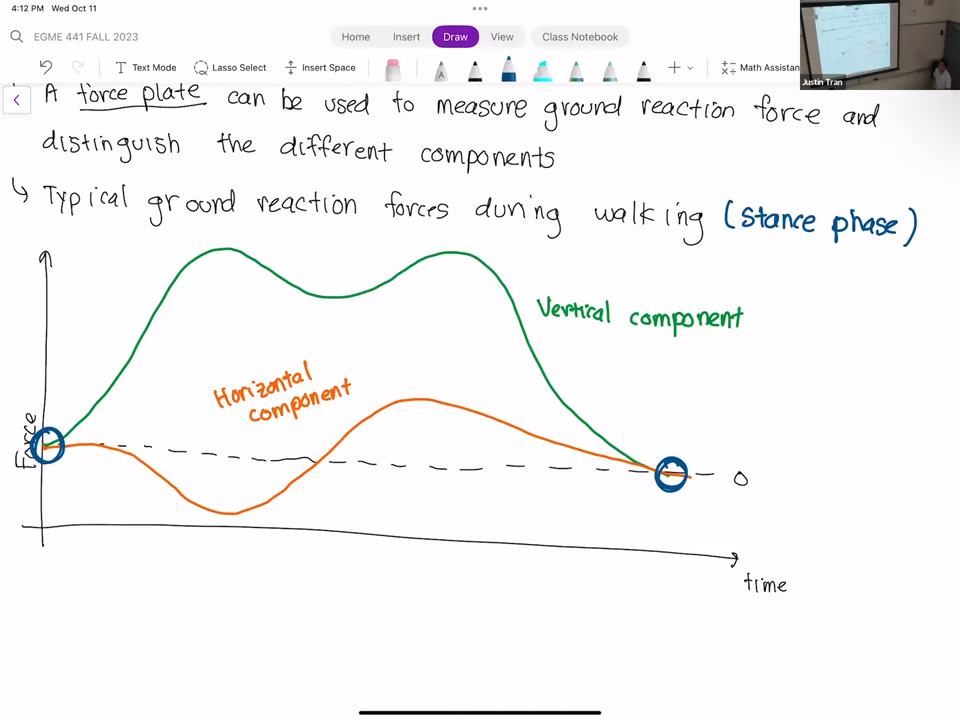 4:12 PM Wed Oct 11
EGME 441 FALL 2023
Home Insert Draw View Class Notebook
Text Mode Lasso Select Insert Space Math Assistan
Justin Tran
A force plate can be used to measure ground reaction force and
distinguish the different components
↳ Typical ground reaction forces during walking (stance phase)
Vertical component
Horizontal
component
Force
0
time